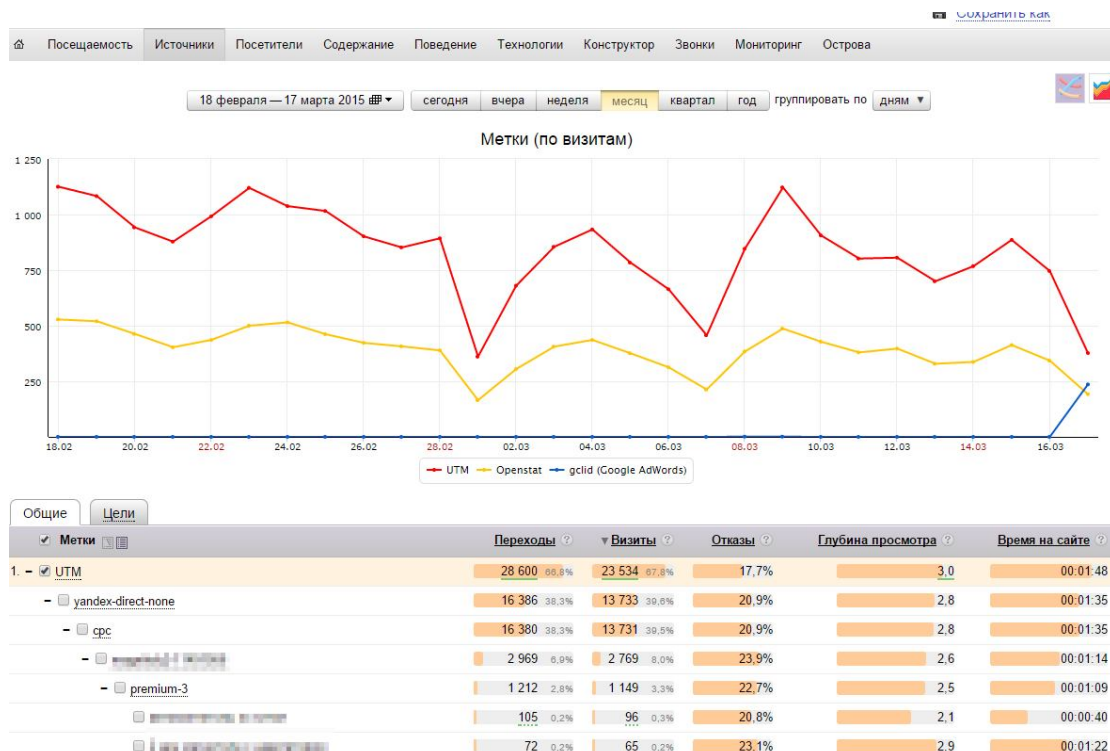 Сохранить как
Посещаемость Источники Посетители Содержание Поведение Технологии Конструктор Звонки Мониторинг Острова
18 февраля — 17 марта 2015 сегодня вчера неделя месяц квартал год группировать по дням
Метки (по визитам)
1 250
1 000
750
500
250
18.02 20.02 22.02 24.02 26.02 28.02 02.03 04.03 06.03 08.03 10.03 12.03 14.03 16.03
UTM Openstat gclid (Google AdWords)
Общие Цели
Метки Переходы ? Визиты ? Отказы ? Глубина просмотра ? Время на сайте ?
1. – UTM 28 600 66,8% 23 534 67,8% 17,7% 3,0 00:01:48
– yandex-direct-none 16 386 38,3% 13 733 39,6% 20,9% 2,8 00:01:35
– cpc 16 380 38,3% 13 731 39,5% 20,9% 2,8 00:01:35
– 2 969 6,9% 2 769 8,0% 23,9% 2,6 00:01:14
– premium-3 1 212 2,8% 1 149 3,3% 22,7% 2,5 00:01:09
105 0,2% 96 0,3% 20,8% 2,1 00:00:40
72 0,2% 65 0,2% 23,1% 2,9 00:01:22